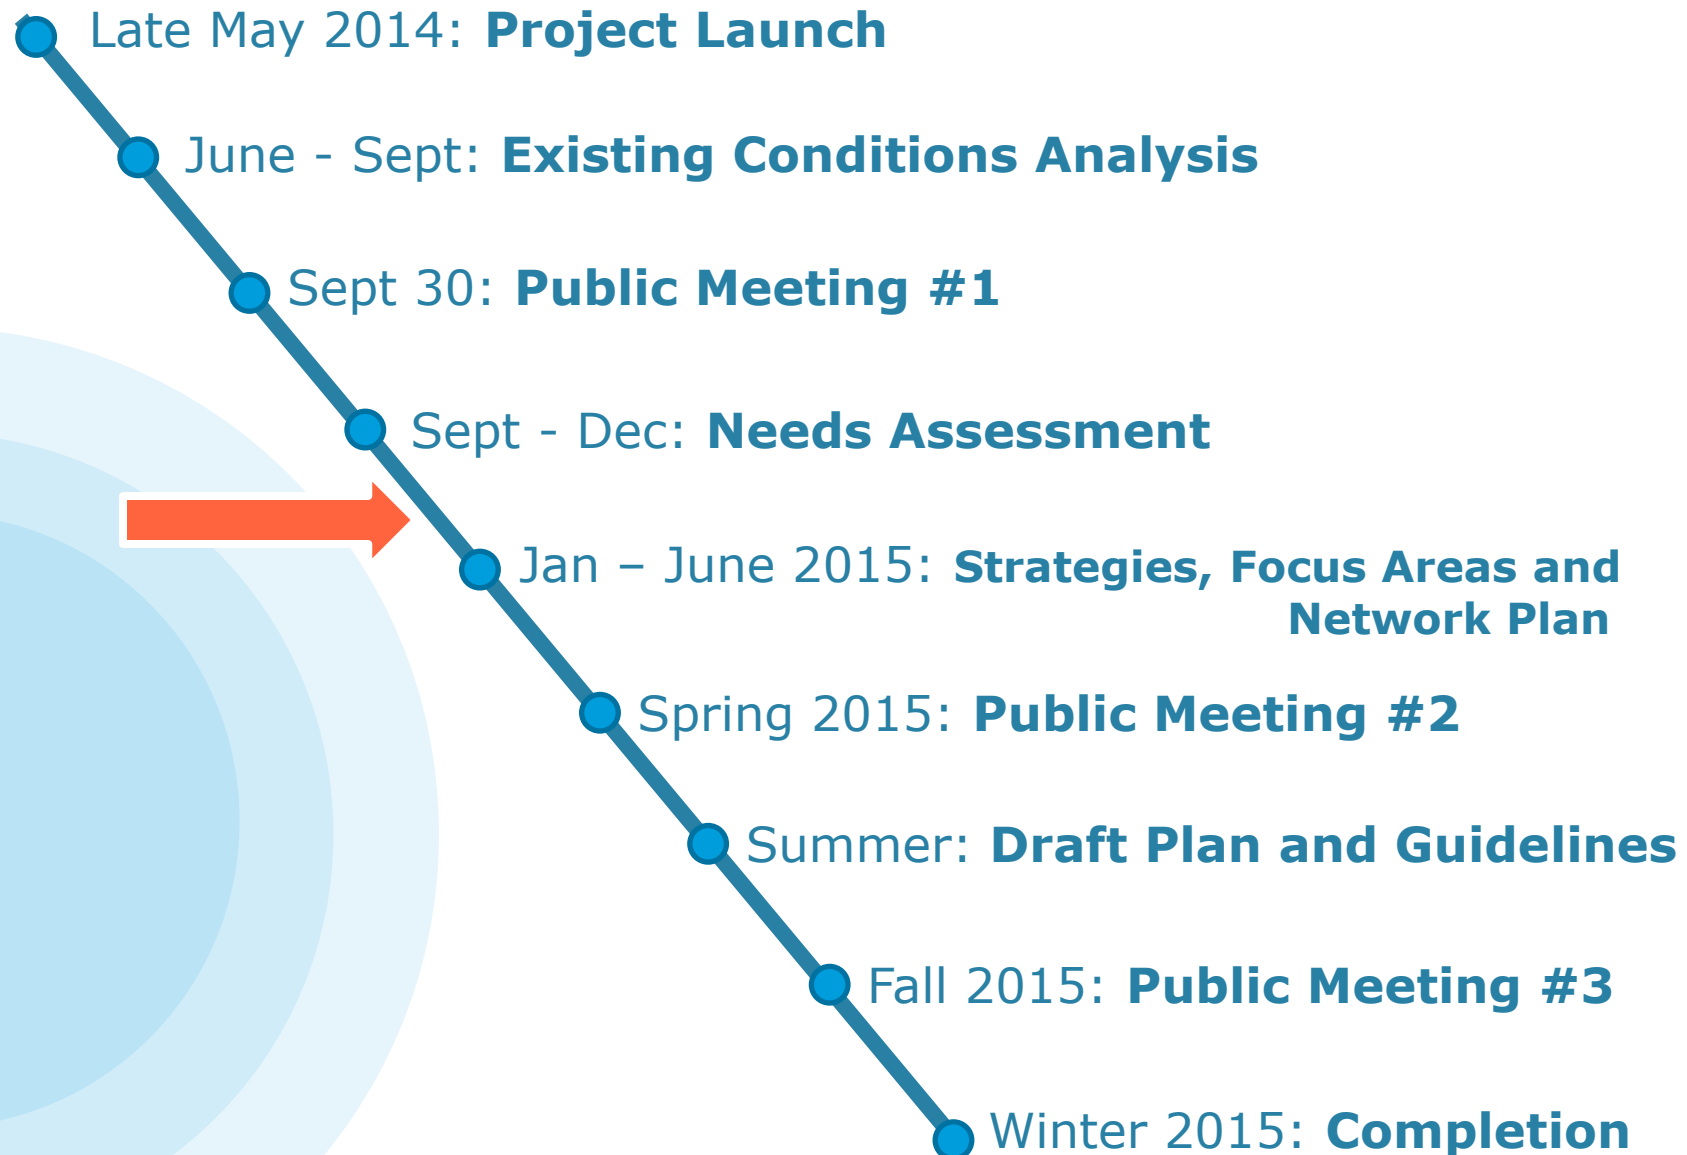 Late May 2014: Project Launch
June - Sept: Existing Conditions Analysis
Sept 30: Public Meeting #1
Sept - Dec: Needs Assessment
Jan – June 2015: Strategies, Focus Areas and
Network Plan
Spring 2015: Public Meeting #2
Summer: Draft Plan and Guidelines
Fall 2015: Public Meeting #3
Winter 2015: Completion